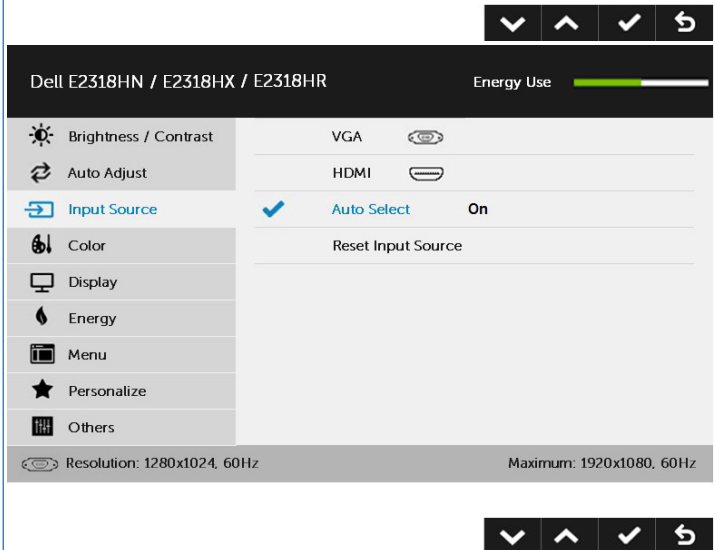 Dell E2318HN / E2318HX / E2318HR Energy Use
Brightness / Contrast VGA
Auto Adjust HDMI
Input Source Auto Select On
Color Reset Input Source
Display
Energy
Menu
Personalize
Others
Resolution: 1280x1024, 60Hz Maximum: 1920x1080, 60Hz